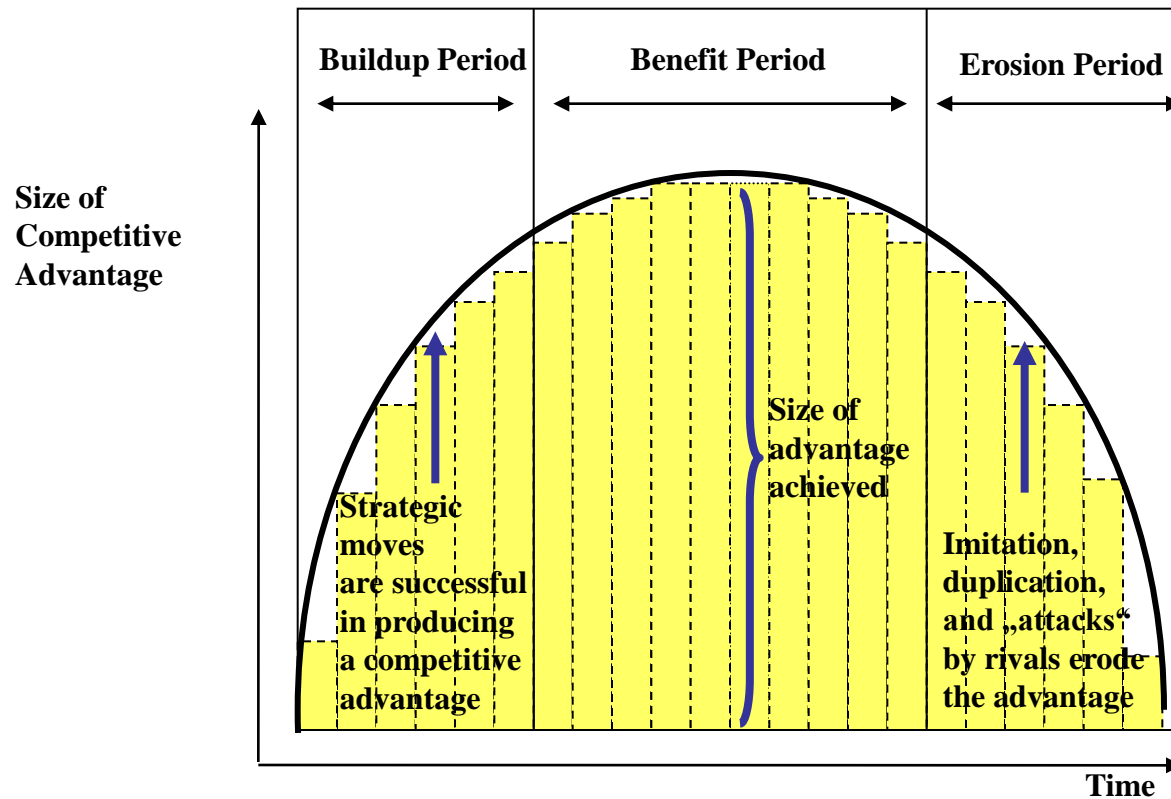 Buildup Period
Benefit Period
Erosion Period
Size of
Competitive
Advantage
Size of
advantage
achieved
Strategic
moves
are successful
in producing
a competitive
advantage
Imitation,
duplication,
and „attacks“
by rivals erode
the advantage
Time